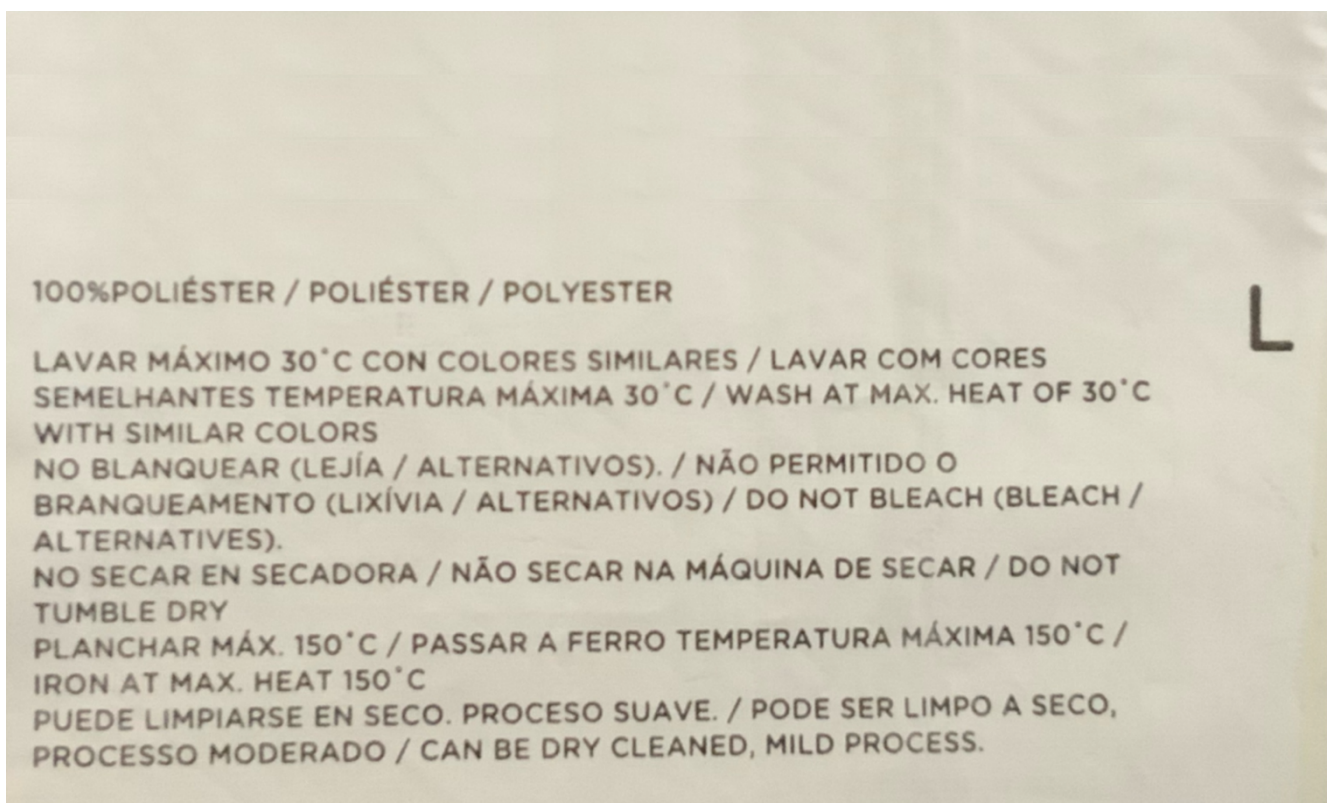 100%POLIÉSTER / POLIÉSTER / POLYESTER
L
LAVAR MÁXIMO 30°C CON COLORES SIMILARES / LAVAR COM CORES
SEMELHANTES TEMPERATURA MÁXIMA 30°C / WASH AT MAX. HEAT OF 30°C
WITH SIMILAR COLORS
NO BLANQUEAR (LEJÍA / ALTERNATIVOS). / NÃO PERMITIDO O
BRANQUEAMENTO (LIXÍVIA / ALTERNATIVOS) / DO NOT BLEACH (BLEACH /
ALTERNATIVES).
NO SECAR EN SECADORA / NÃO SECAR NA MÁQUINA DE SECAR / DO NOT
TUMBLE DRY
PLANCHAR MÁX. 150°C / PASSAR A FERRO TEMPERATURA MÁXIMA 150°C /
IRON AT MAX. HEAT 150°C
PUEDE LIMPIARSE EN SECO. PROCESO SUAVE. / PODE SER LIMPO A SECO,
PROCESSO MODERADO / CAN BE DRY CLEANED, MILD PROCESS.